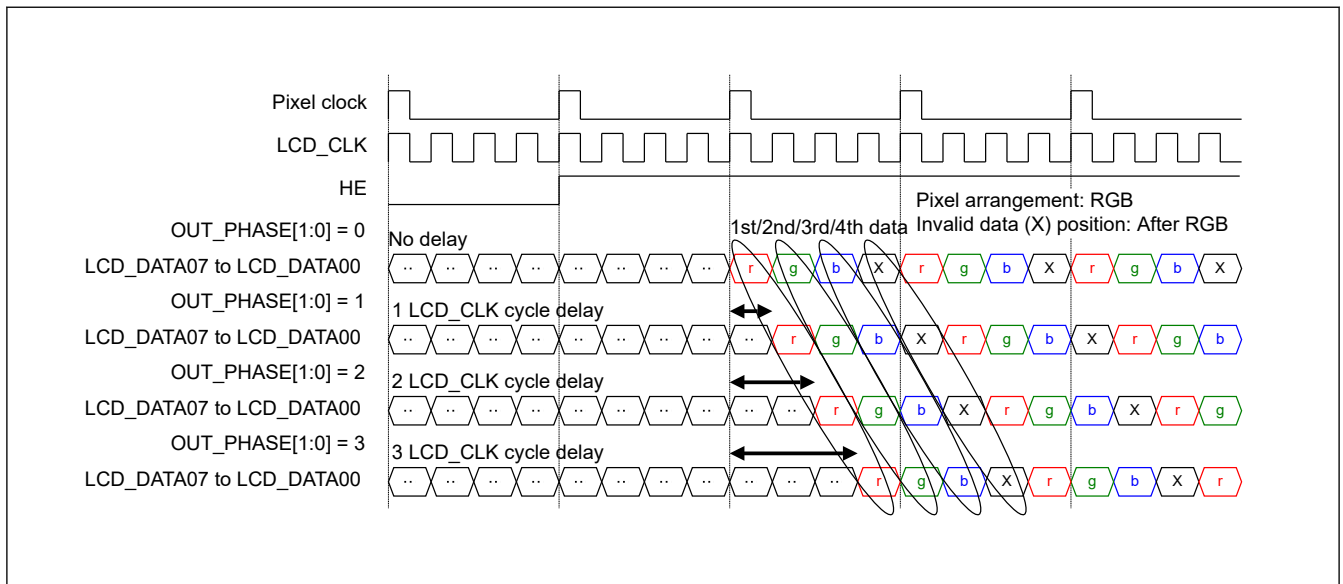 Pixel clock
LCD_CLK
HE
Pixel arrangement: RGB
OUT_PHASE[1:0] = 0
1st/2nd/3rd/4th data
Invalid data (X) position: After RGB
No delay
LCD_DATA07 to LCD_DATA00 ·· ·· ·· ·· ·· ·· ·· ·· r g b X r g b X r g b X
OUT_PHASE[1:0] = 1
1 LCD_CLK cycle delay
LCD_DATA07 to LCD_DATA00 ·· ·· ·· ·· ·· ·· ·· ·· ·· r g b X r g b X r g b
OUT_PHASE[1:0] = 2
2 LCD_CLK cycle delay
LCD_DATA07 to LCD_DATA00 ·· ·· ·· ·· ·· ·· ·· ·· ·· ·· r g b X r g b X r g
OUT_PHASE[1:0] = 3
3 LCD_CLK cycle delay
LCD_DATA07 to LCD_DATA00 ·· ·· ·· ·· ·· ·· ·· ·· ·· ·· ·· r g b X r g b X r